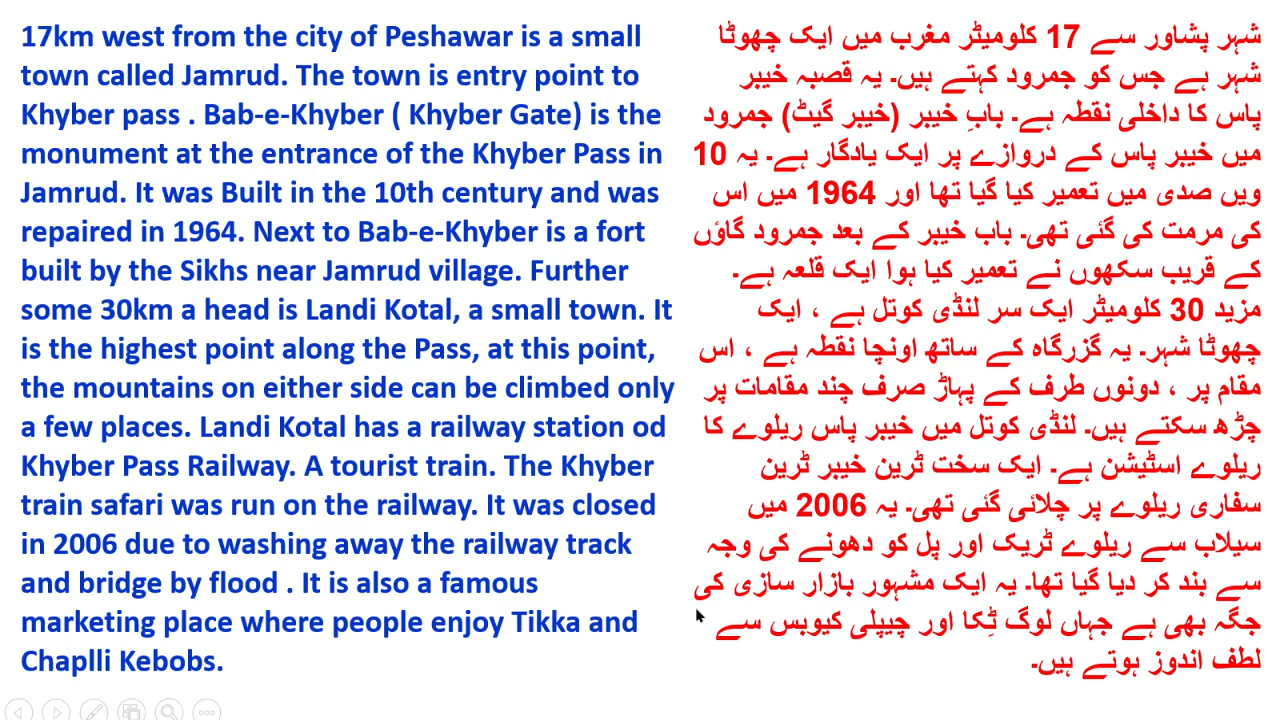 17km west from the city of Peshawar is a small
town called Jamrud. The town is entry point to
Khyber pass . Bab-e-Khyber ( Khyber Gate) is the
monument at the entrance of the Khyber Pass in
Jamrud. It was Built in the 10th century and was
repaired in 1964. Next to Bab-e-Khyber is a fort
built by the Sikhs near Jamrud village. Further
some 30km a head is Landi Kotal, a small town. It
is the highest point along the Pass, at this point,
the mountains on either side can be climbed only
a few places. Landi Kotal has a railway station od
Khyber Pass Railway. A tourist train. The Khyber
train safari was run on the railway. It was closed
in 2006 due to washing away the railway track
and bridge by flood . It is also a famous
marketing place where people enjoy Tikka and
Chaplli Kebobs.
شہر پشاور سے 17 کلومیٹر مغرب میں ایک چھوٹا
شہر ہے جس کو جمرود کہتے ہیں۔ یہ قصبہ خیبر
پاس کا داخلی نقطہ ہے۔ بابِ خیبر (خیبر گیٹ) جمرود
میں خیبر پاس کے دروازے پر ایک یادگار ہے۔ یہ 10
ویں صدی میں تعمیر کیا گیا تھا اور 1964 میں اس
کی مرمت کی گئی تھی۔ باب خیبر کے بعد جمرود گاؤں
کے قریب سکھوں نے تعمیر کیا ہوا ایک قلعہ ہے۔
مزید 30 کلومیٹر ایک سر لنڈی کوتل ہے ، ایک
چھوٹا شہر۔ یہ گزرگاہ کے ساتھ اونچا نقطہ ہے ، اس
مقام پر ، دونوں طرف کے پہاڑ صرف چند مقامات پر
چڑھ سکتے ہیں۔ لنڈی کوتل میں خیبر پاس ریلوے کا
ریلوے اسٹیشن ہے۔ ایک سخت ٹرین خیبر ٹرین
سفاری ریلوے پر چلائی گئی تھی۔ یہ 2006 میں
سیلاب سے ریلوے ٹریک اور پل کو دھونے کی وجہ
سے بند کر دیا گیا تھا۔ یہ ایک مشہور بازار سازی کی
جگہ بھی ہے جہاں لوگ ٹِکا اور چیپلی کیوبس سے
لطف اندوز ہوتے ہیں۔